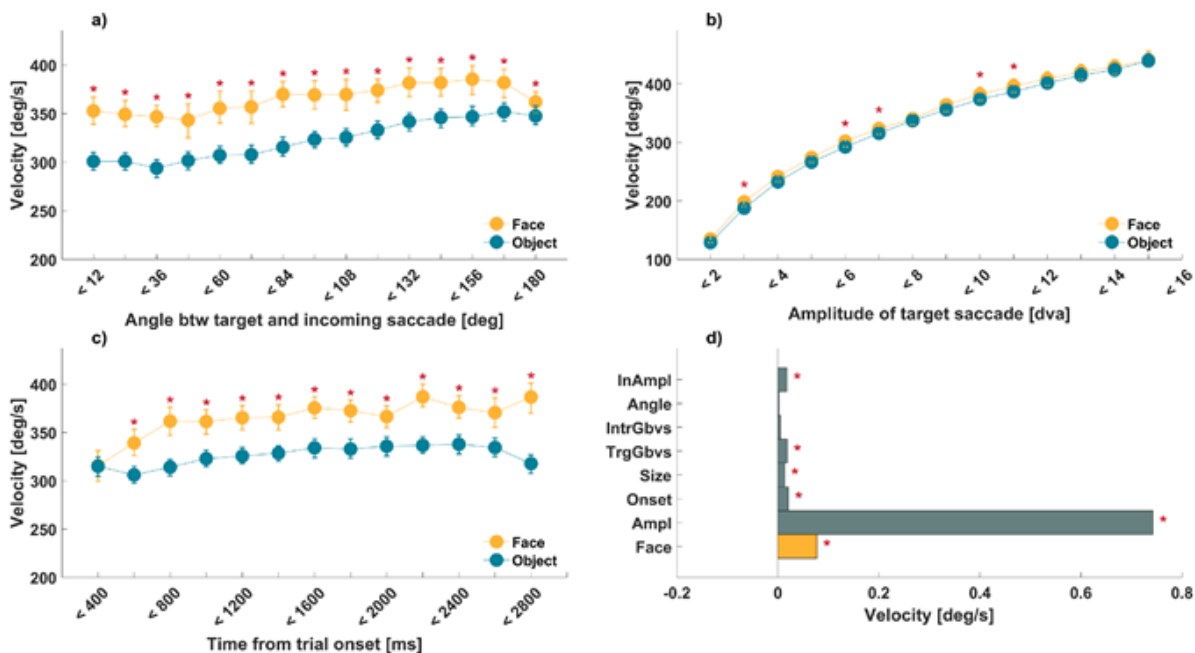 a)
Velocity [deg/s]
400
350
300
250
200
Face
Object
< 12
< 36
< 60
< 84
< 108
< 132
< 156
< 180
Angle btw target and incoming saccade [deg]
b)
Velocity [deg/s]
400
300
200
100
Face
Object
< 2
< 4
< 6
< 8
< 10
< 12
< 14
< 16
Amplitude of target saccade [dva]
c)
Velocity [deg/s]
400
350
300
250
200
Face
Object
< 400
< 800
< 1200
< 1600
< 2000
< 2400
< 2800
Time from trial onset [ms]
d)
InAmpl
Angle
IntrGbvs
TrgGbvs
Size
Onset
Ampl
Face
-0.2
0
0.2
0.4
0.6
0.8
Velocity [deg/s]